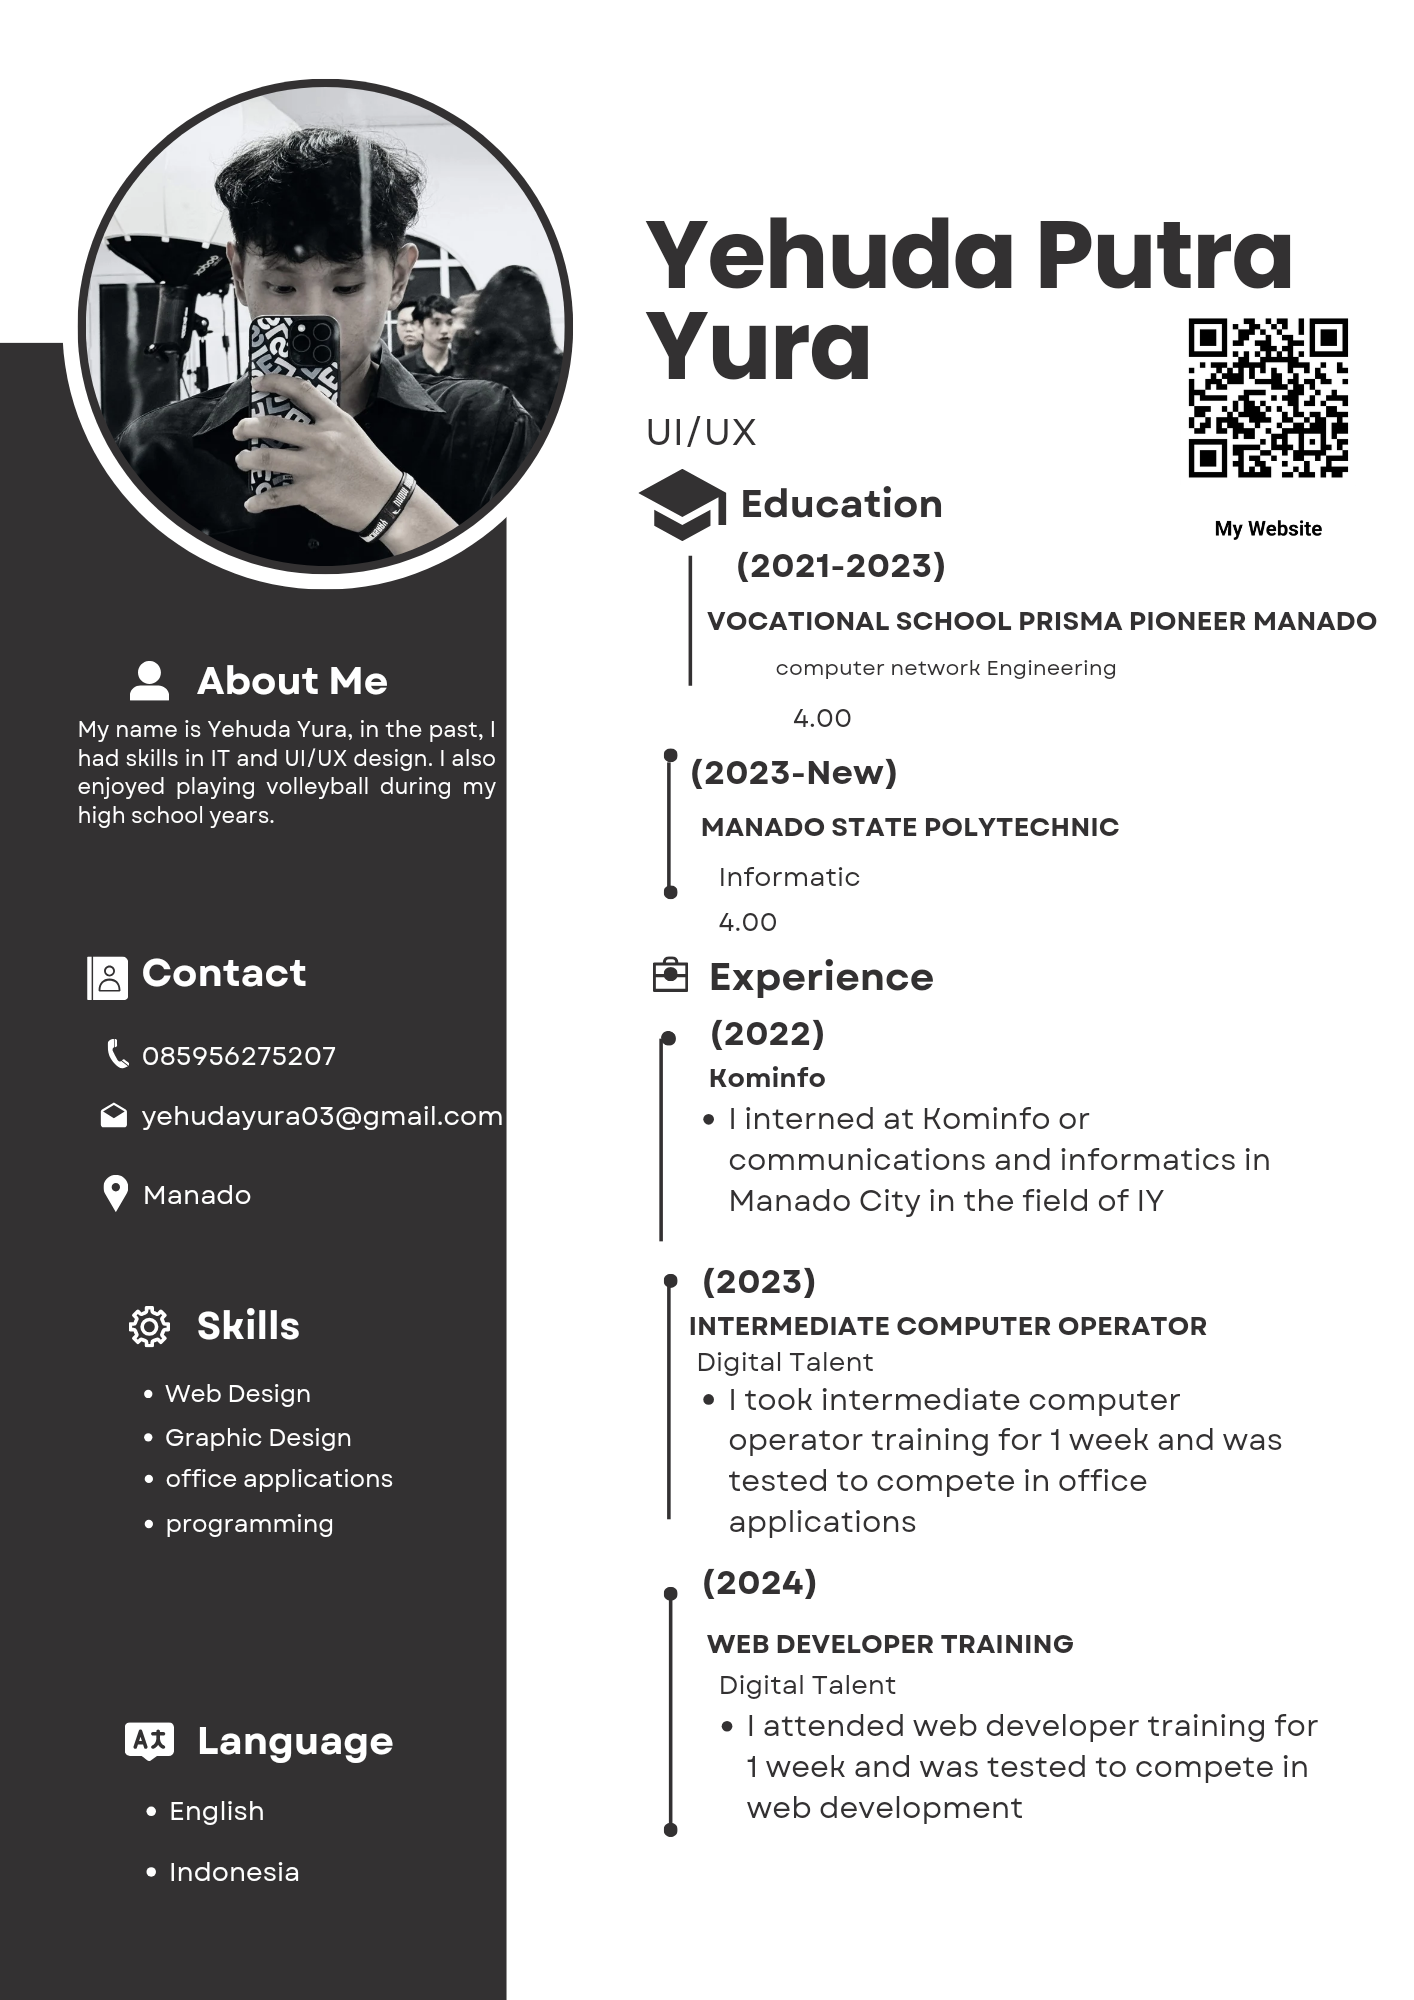 Yehuda Putra
Yura
UI/UX
My Website
About Me
My name is Yehuda Yura, in the past, I
had skills in IT and UI/UX design. I also
enjoyed playing volleyball during my
high school years.
Contact
085956275207
yehudayura03@gmail.com
Manado
Skills
• Web Design
• Graphic Design
• office applications
• programming
Language
• English
• Indonesia
Education
(2021-2023)
VOCATIONAL SCHOOL PRISMA PIONEER MANADO
computer network Engineering
4.00
(2023-New)
MANADO STATE POLYTECHNIC
Informatic
4.00
Experience
(2022)
Kominfo
• I interned at Kominfo or
communications and informatics in
Manado City in the field of IY
(2023)
INTERMEDIATE COMPUTER OPERATOR
Digital Talent
• I took intermediate computer
operator training for 1 week and was
tested to compete in office
applications
(2024)
WEB DEVELOPER TRAINING
Digital Talent
• I attended web developer training for
1 week and was tested to compete in
web development